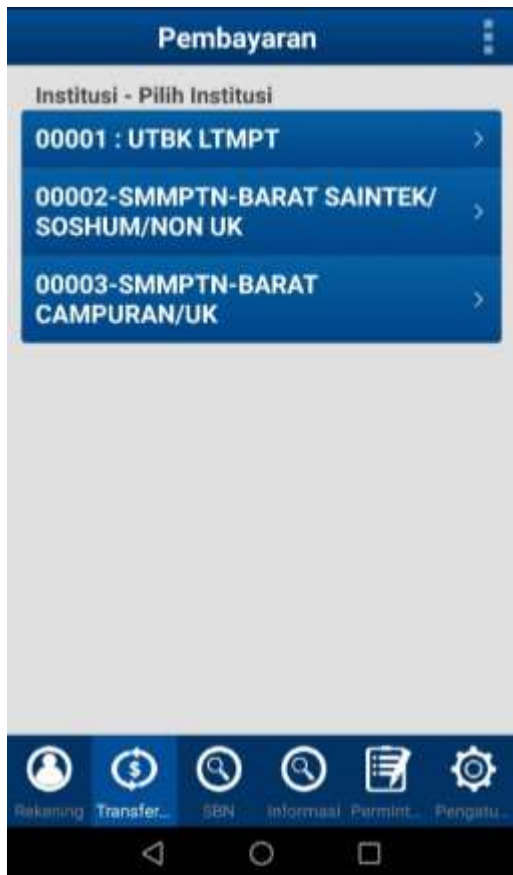 Pembayaran
Institusi - Pilih Institusi
00001 : UTBK LTMPT
00002-SMMPTN-BARAT SAINTEK/
SOSHUM/NON UK
00003-SMMPTN-BARAT
CAMPURAN/UK
Rekening Transfer... SBN Informasi Permint... Pengatu...